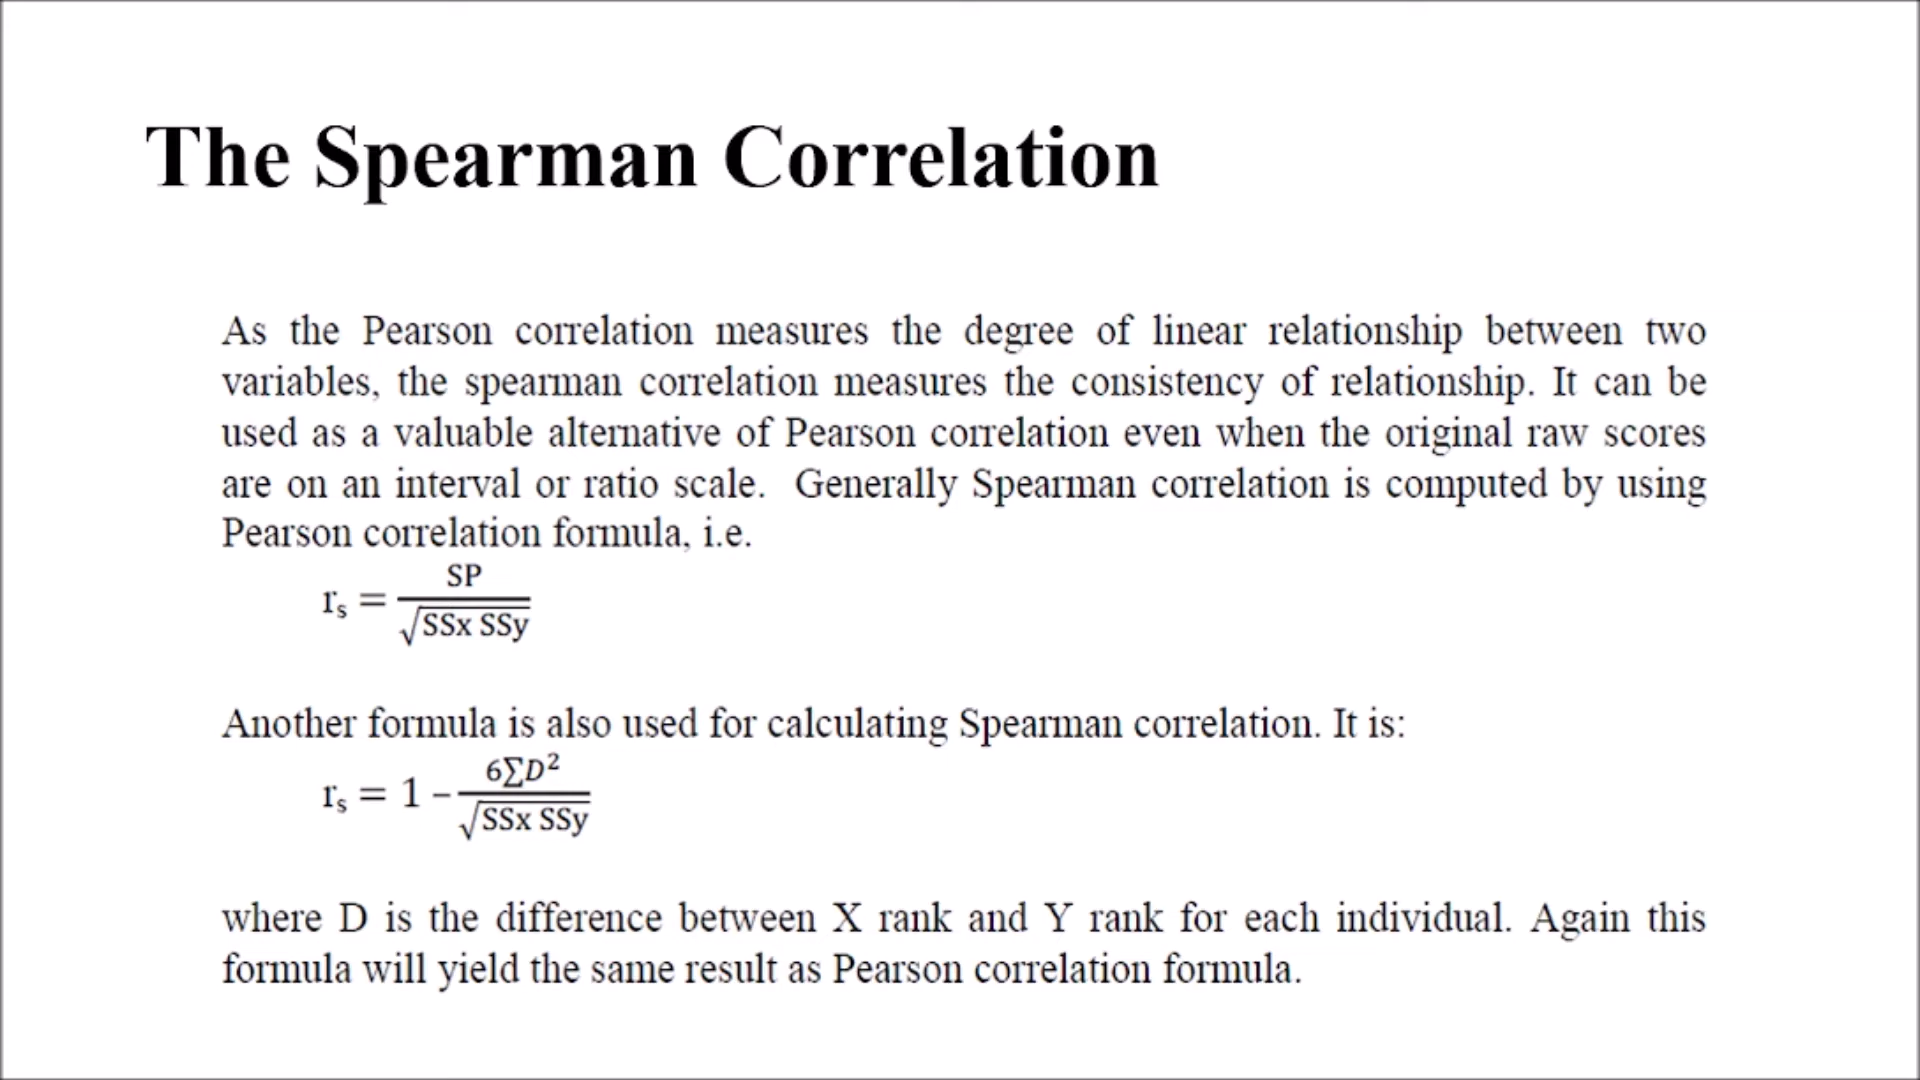 The Spearman Correlation
As the Pearson correlation measures the degree of linear relationship between two
variables, the spearman correlation measures the consistency of relationship. It can be
used as a valuable alternative of Pearson correlation even when the original raw scores
are on an interval or ratio scale. Generally Spearman correlation is computed by using
Pearson correlation formula, i.e.
rₛ = SP / √(SSx SSy)
Another formula is also used for calculating Spearman correlation. It is:
rₛ = 1 – 6∑D² / √(SSx SSy)
where D is the difference between X rank and Y rank for each individual. Again this
formula will yield the same result as Pearson correlation formula.